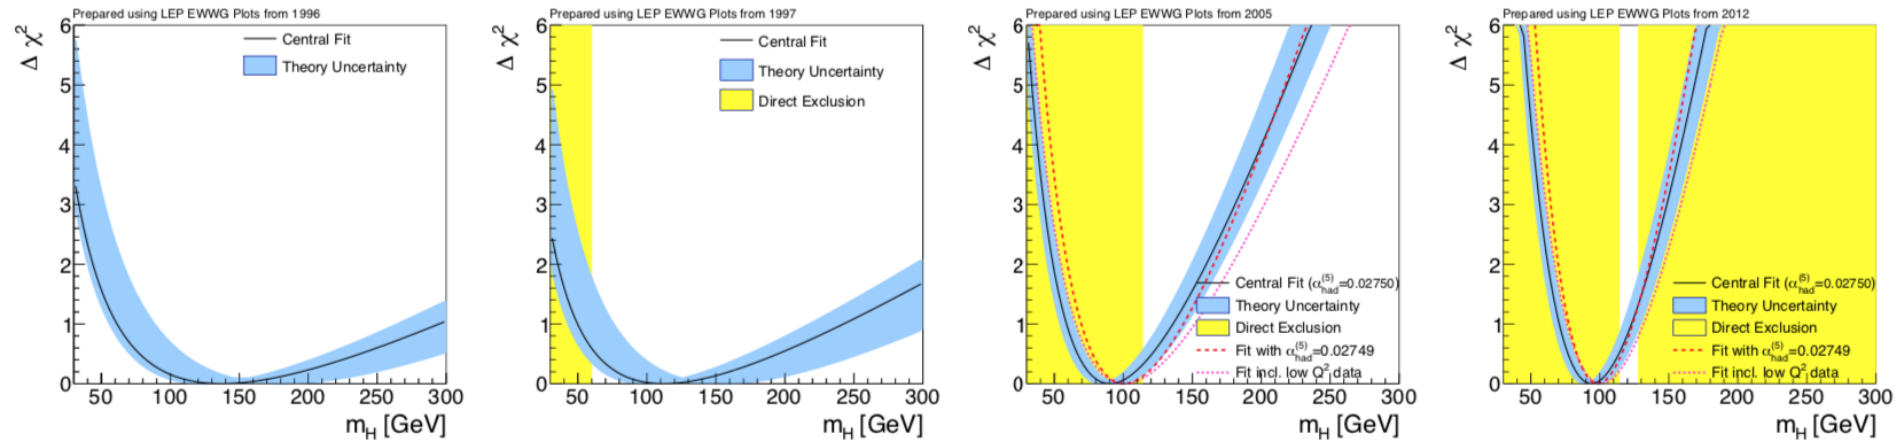 Prepared using LEP EWWG Plots from 1996
Δ χ²
6
5
4
3
2
1
0
50 100 150 200 250 300
m_H [GeV]
Central Fit
Theory Uncertainty
Prepared using LEP EWWG Plots from 1997
Δ χ²
6
5
4
3
2
1
0
50 100 150 200 250 300
m_H [GeV]
Central Fit
Theory Uncertainty
Direct Exclusion
Prepared using LEP EWWG Plots from 2005
Δ χ²
6
5
4
3
2
1
0
50 100 150 200 250 300
m_H [GeV]
Central Fit (α_had^(5)=0.02750)
Theory Uncertainty
Direct Exclusion
Fit with α_had^(5)=0.02749
Fit incl. low Q² data
Prepared using LEP EWWG Plots from 2012
Δ χ²
6
5
4
3
2
1
0
50 100 150 200 250 300
m_H [GeV]
Central Fit (α_had^(5)=0.02750)
Theory Uncertainty
Direct Exclusion
Fit with α_had^(5)=0.02749
Fit incl. low Q² data